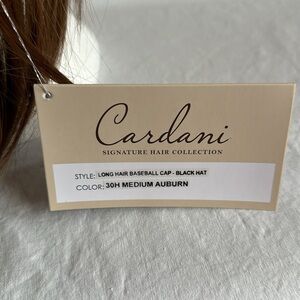 Cardani
SIGNATURE HAIR COLLECTION
STYLE: LONG HAIR BASEBALL CAP - BLACK HAT
COLOR: 30H MEDIUM AUBURN